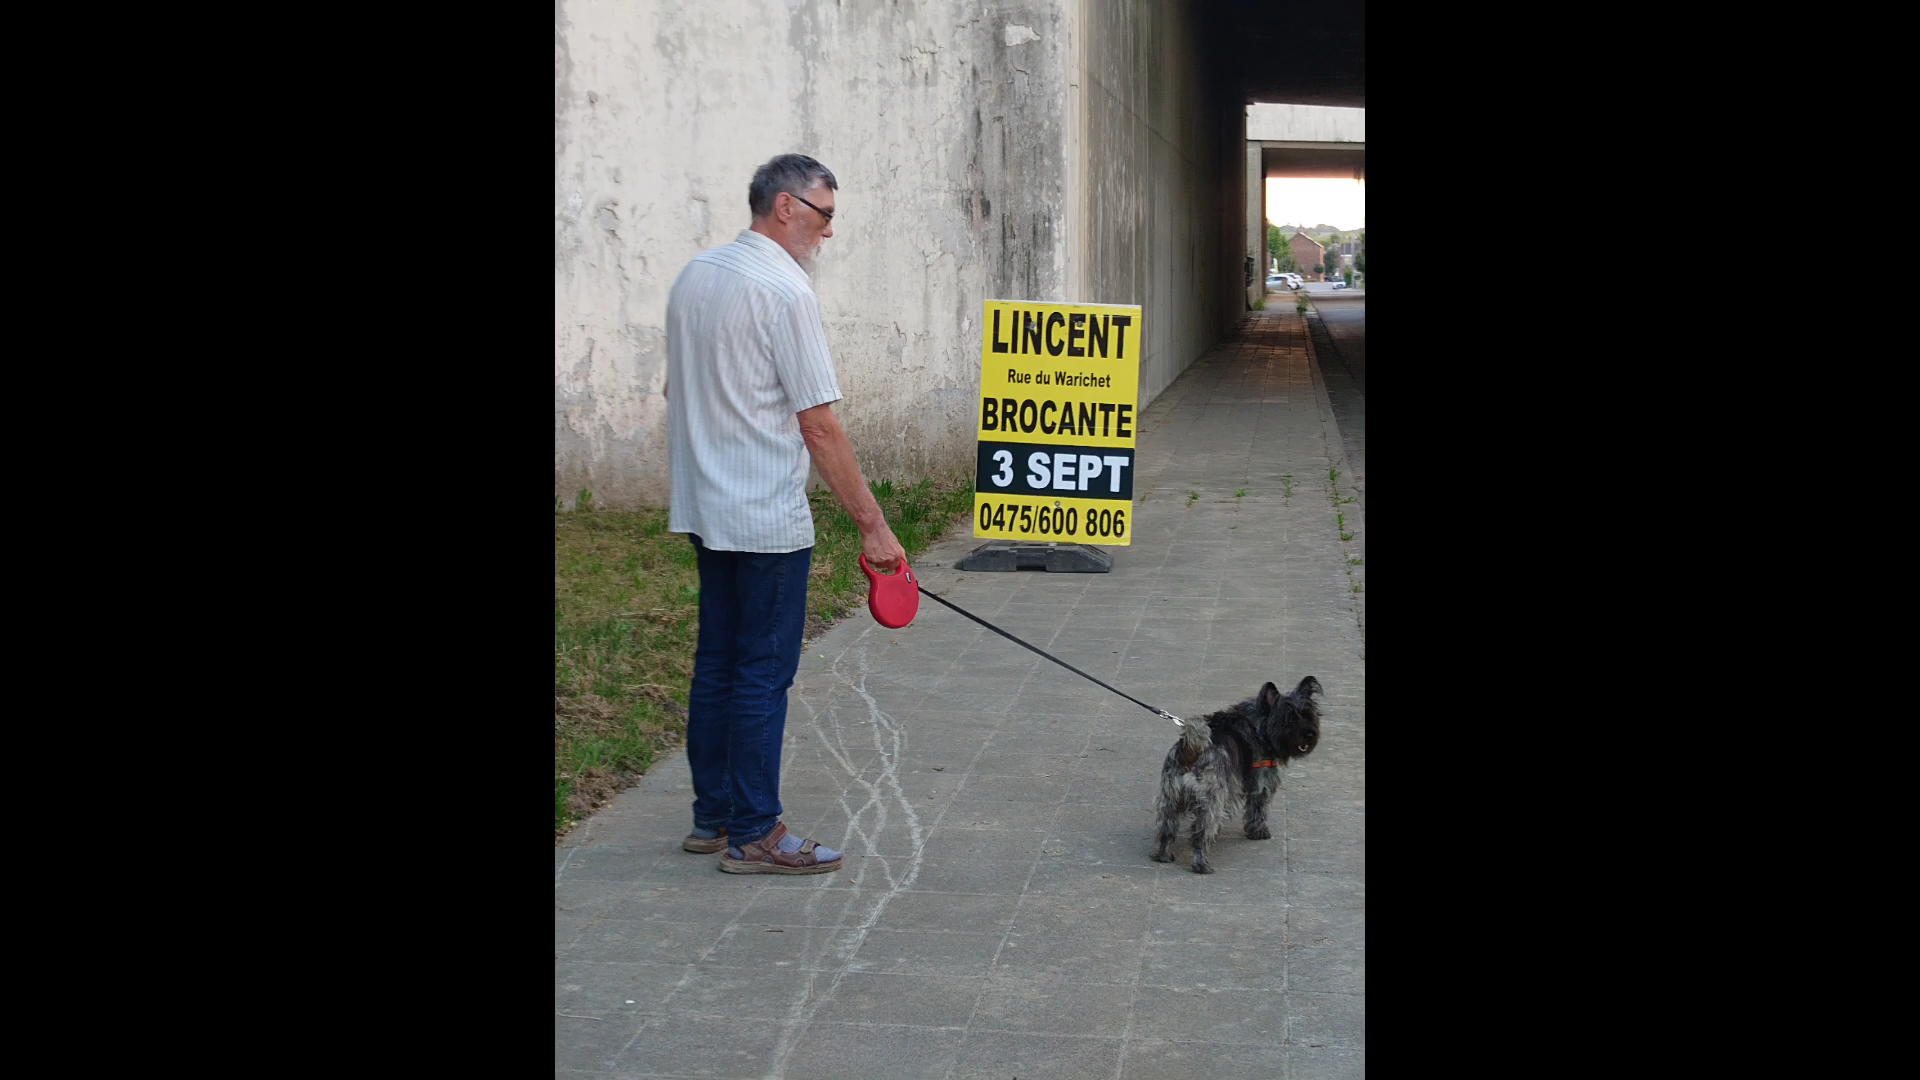 LINCENT
Rue du Warichet
BROCANTE
3 SEPT
0475/600 806